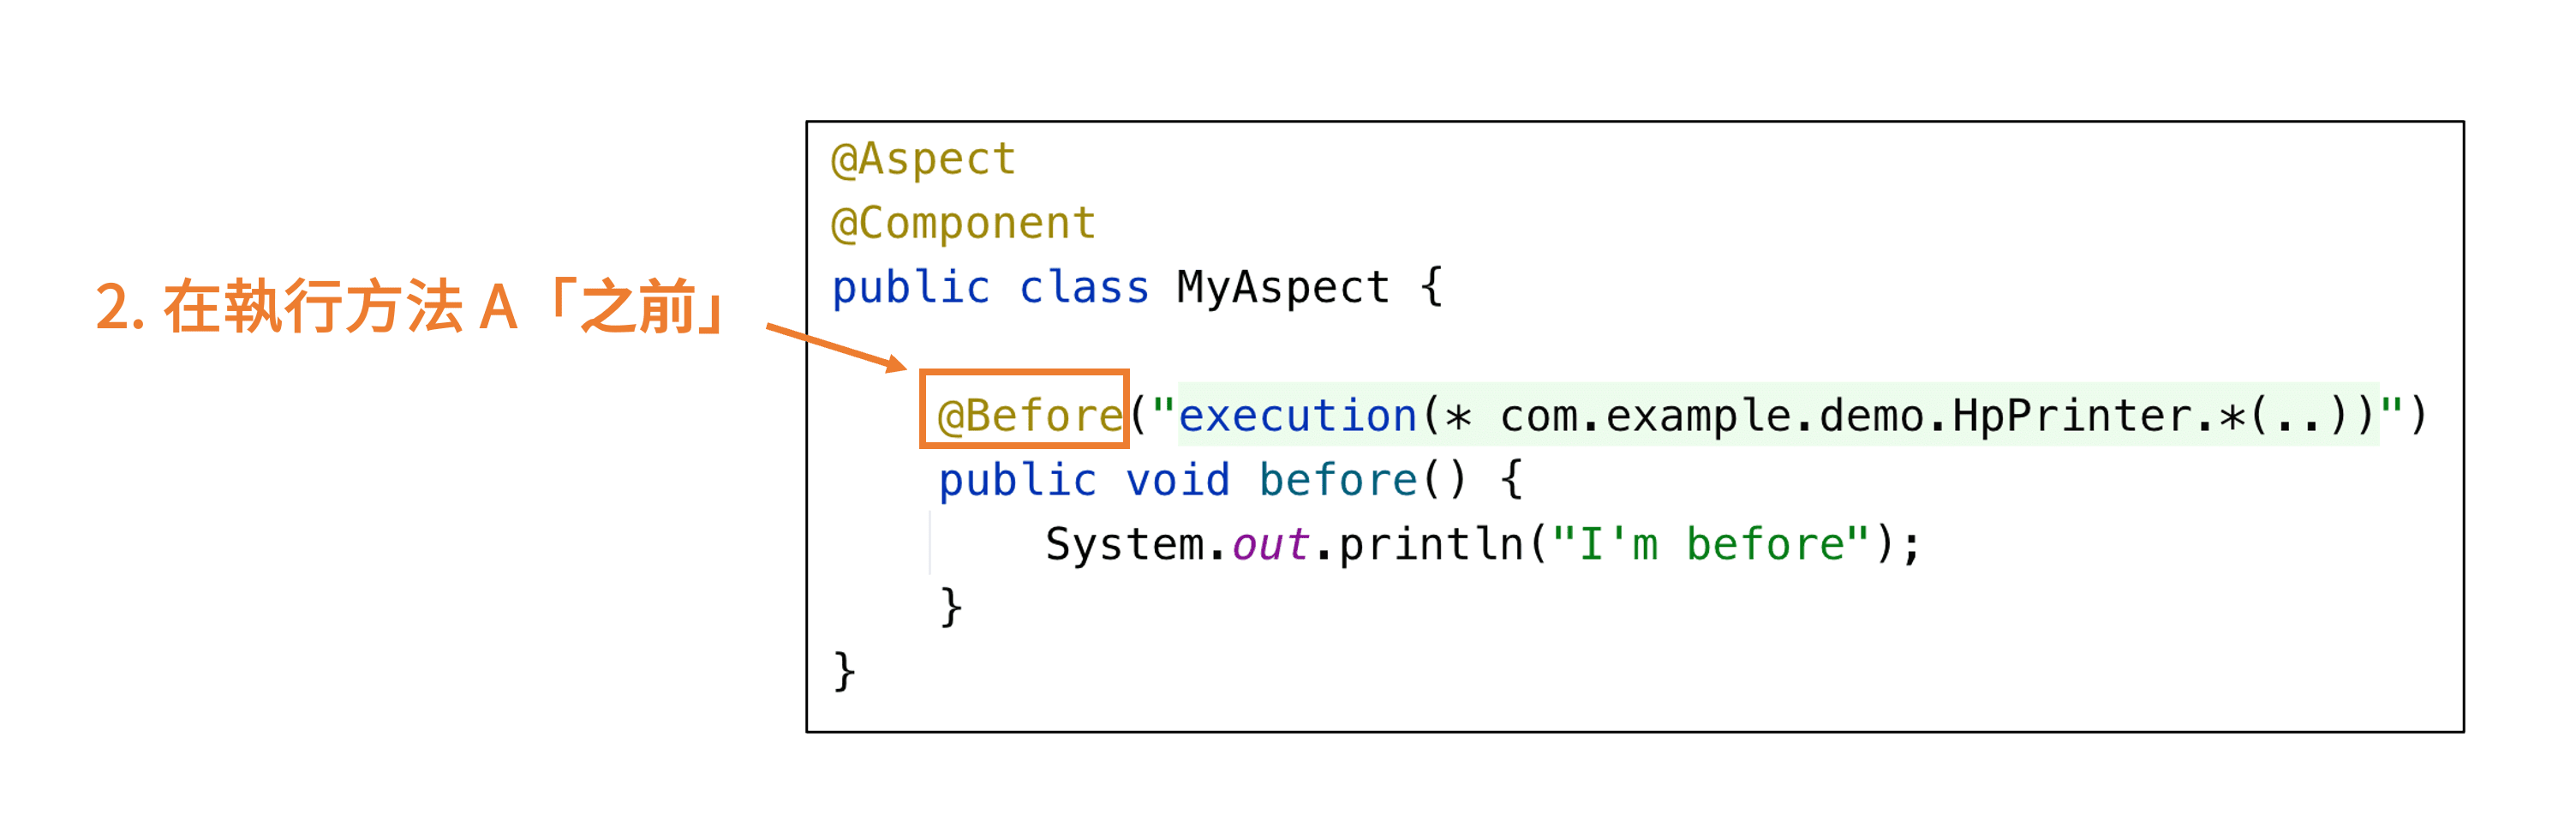 2. 在執行方法 A「之前」
@Aspect
@Component
public class MyAspect {
@Before("execution(* com.example.demo.HpPrinter.*(..))")
public void before() {
System.out.println("I'm before");
}
}